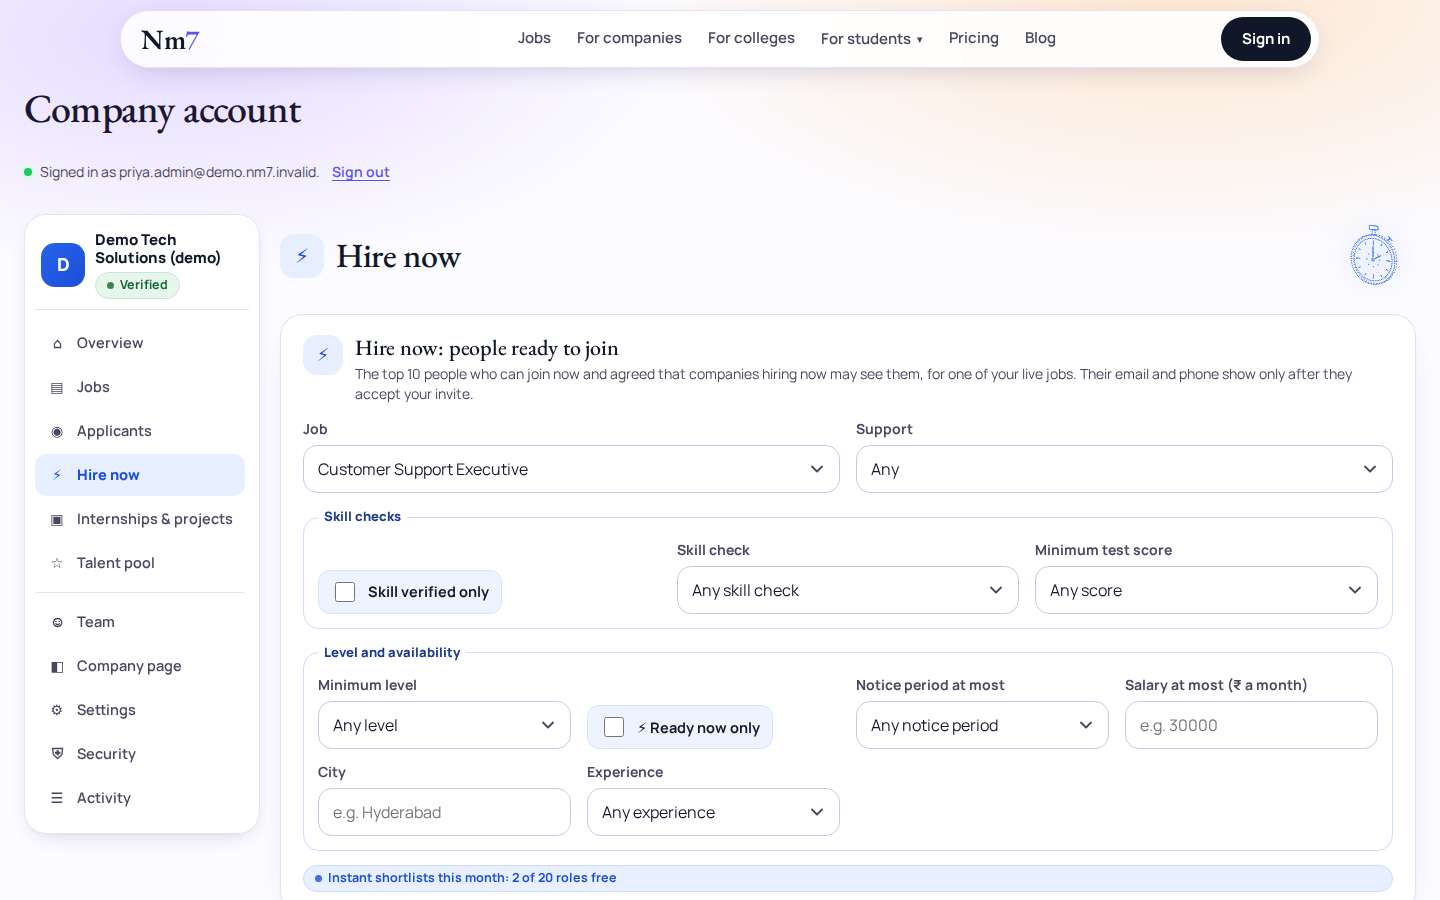 Nm7
Jobs
For companies
For colleges
For students ▾
Pricing
Blog
Sign in
Company account
Signed in as priya.admin@demo.nm7.invalid. Sign out
D
Demo Tech
Solutions (demo)
Verified
Overview
Jobs
Applicants
Hire now
Internships & projects
Talent pool
Team
Company page
Settings
Security
Activity
Hire now
Hire now: people ready to join
The top 10 people who can join now and agreed that companies hiring now may see them, for one of your live jobs. Their email and phone show only after they
accept your invite.
Job
Customer Support Executive
Support
Any
Skill checks
Skill verified only
Skill check
Any skill check
Minimum test score
Any score
Level and availability
Minimum level
Any level
⚡ Ready now only
Notice period at most
Any notice period
Salary at most (₹ a month)
e.g. 30000
City
e.g. Hyderabad
Experience
Any experience
Instant shortlists this month: 2 of 20 roles free